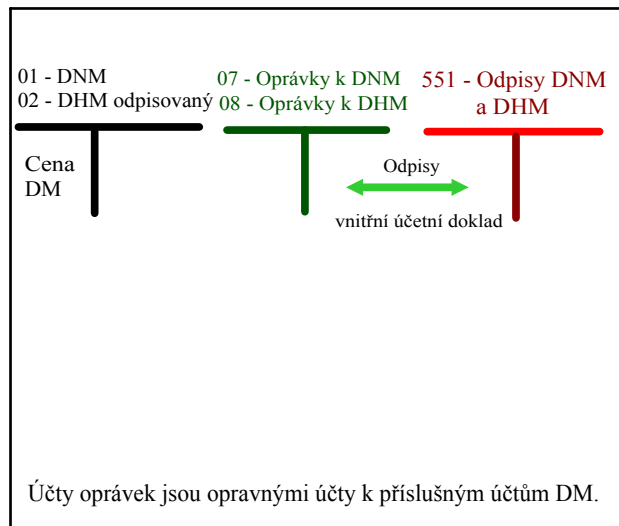 01 - DNM
02 - DHM odpisovaný
07 - Oprávky k DNM
08 - Oprávky k DHM
551 - Odpisy DNM
a DHM
Cena
DM
Odpisy
vnitřní účetní doklad
Účty oprávek jsou opravnými účty k příslušným účtům DM.